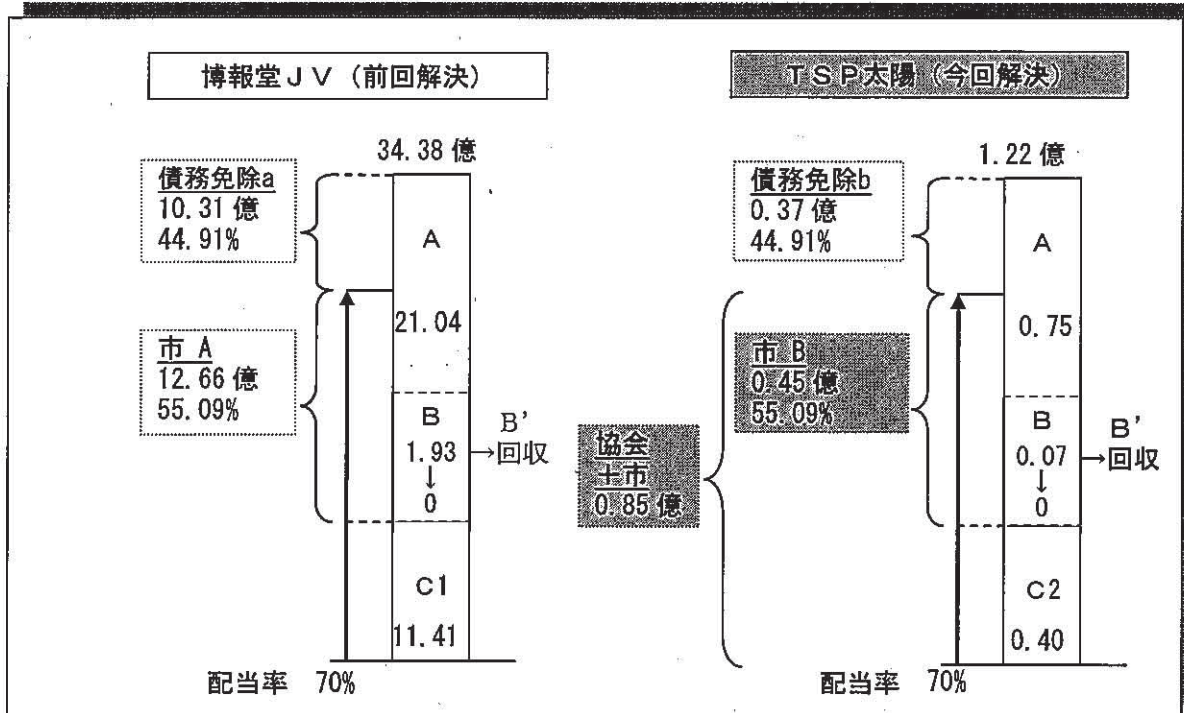 博報堂ＪＶ（前回解決）
34.38 億
債務免除a
10.31 億
44.91%
A
21.04
市 A
12.66 億
55.09%
B
1.93
↓
0
→
B'
回収
C1
11.41
配当率 70%
ＴＳＰ太陽（今回解決）
1.22 億
債務免除b
0.37 億
44.91%
A
0.75
市 B
0.45 億
55.09%
協会
＋市
0.85 億
B
0.07
↓
0
→
B'
回収
C2
0.40
配当率 70%